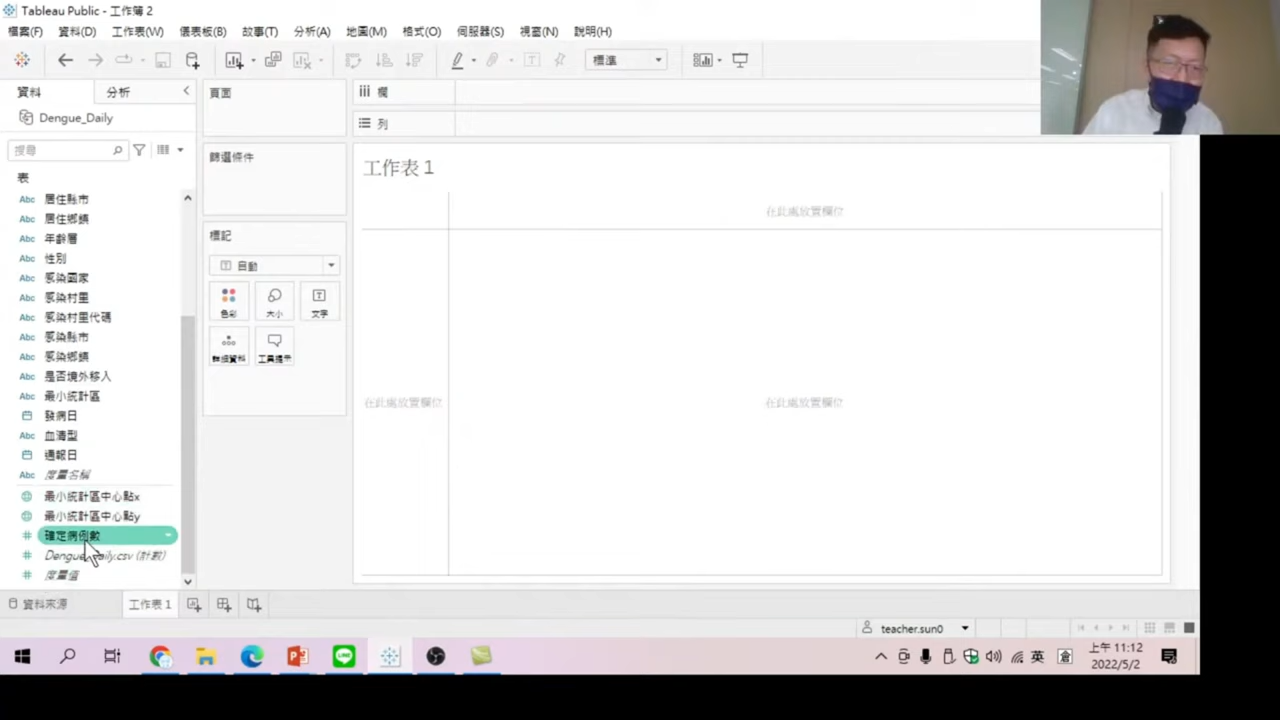 Tableau Public - 工作簿 2
檔案(F) 資料(D) 工作表(W) 儀表板(B) 故事(T) 分析(A) 地圖(M) 格式(O) 伺服器(S) 視窗(N) 說明(H)
標準
資料 分析
頁面
欄
Dengue_Daily
列
搜尋
篩選條件
工作表 1
表
居住縣市
在此處放置欄位
居住鄉鎮
年齡層
標記
性別
自動
感染國家
感染村里
色彩 大小 文字
感染村里代碼
感染縣市
感染鄉鎮
詳細資料 工具提示
是否境外移入
最小統計區
在此處放置欄位 在此處放置欄位
發病日
血清型
通報日
度量名稱
最小統計區中心點x
最小統計區中心點y
確定病例數
Dengue_Daily.csv (計數)
度量值
資料來源 工作表 1
teacher.sun0
英
上午 11:12
2022/5/2